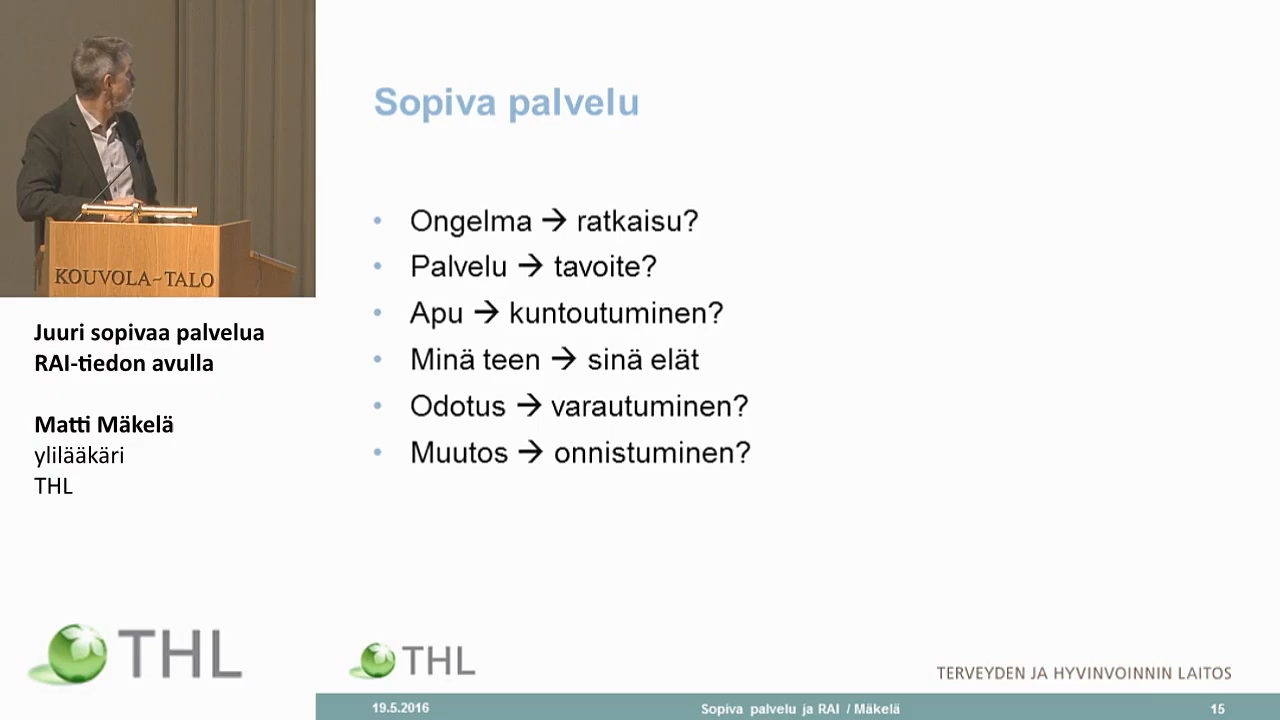 KOUVOLA~TALO
Juuri sopivaa palvelua
RAI-tiedon avulla
Matti Mäkelä
ylilääkäri
THL
THL
Sopiva palvelu
• Ongelma → ratkaisu?
• Palvelu → tavoite?
• Apu → kuntoutuminen?
• Minä teen → sinä elät
• Odotus → varautuminen?
• Muutos → onnistuminen?
THL
TERVEYDEN JA HYVINVOINNIN LAITOS
19.5.2016
Sopiva palvelu ja RAI / Mäkelä
15